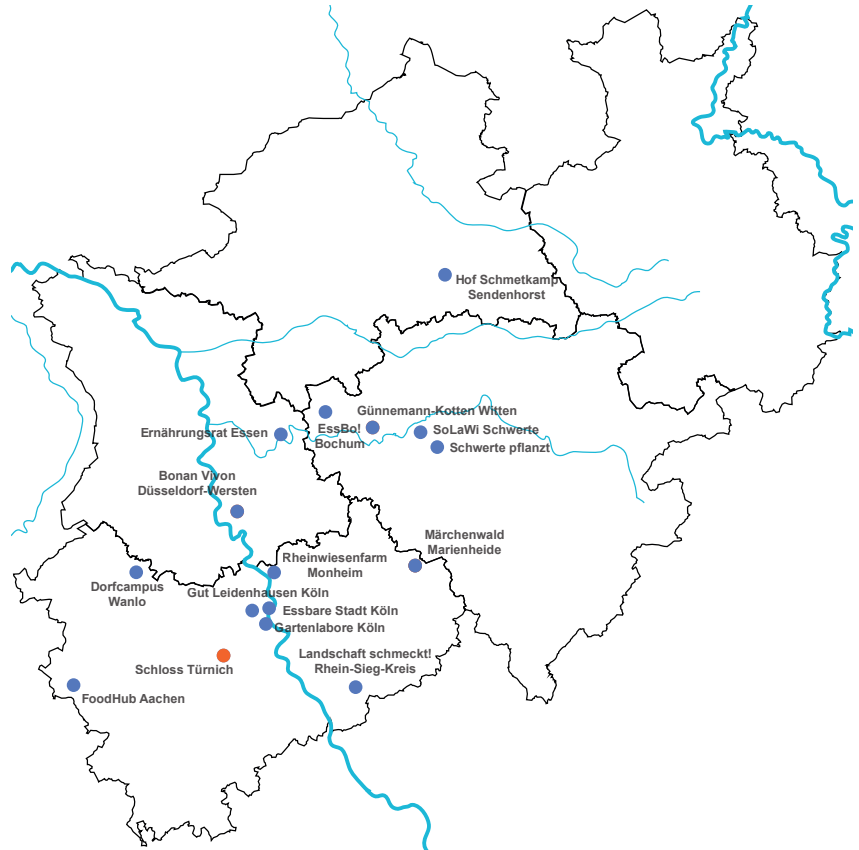 Hof Schmetkamp
Sendenhorst
Günnemann-Kotten Witten
EssBo!
Bochum
SoLaWi Schwerte
Ernährungsrat Essen
Schwerte pflanzt
Bonan Vivon
Düsseldorf-Wersten
Märchenwald
Marienheide
Rheinwiesenfarm
Monheim
Dorfcampus
Wanlo
Gut Leidenhausen Köln
Essbare Stadt Köln
Gartenlabore Köln
Landschaft schmeckt!
Rhein-Sieg-Kreis
Schloss Türnich
FoodHub Aachen